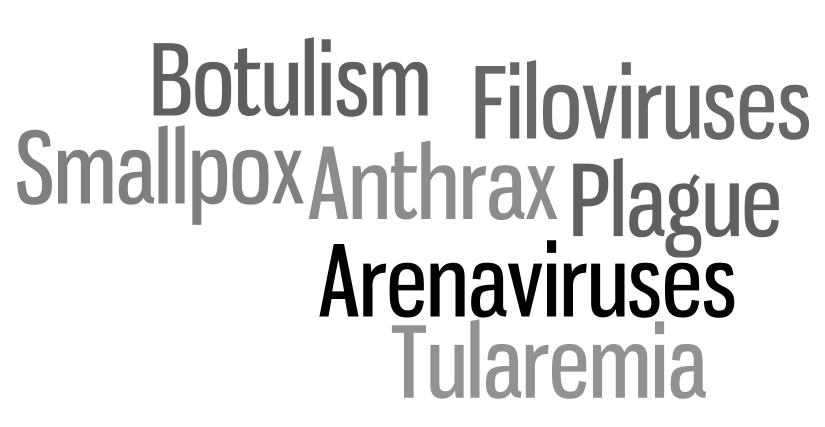 Botulism Filoviruses
Smallpox Anthrax Plague
Arenaviruses
Tularemia